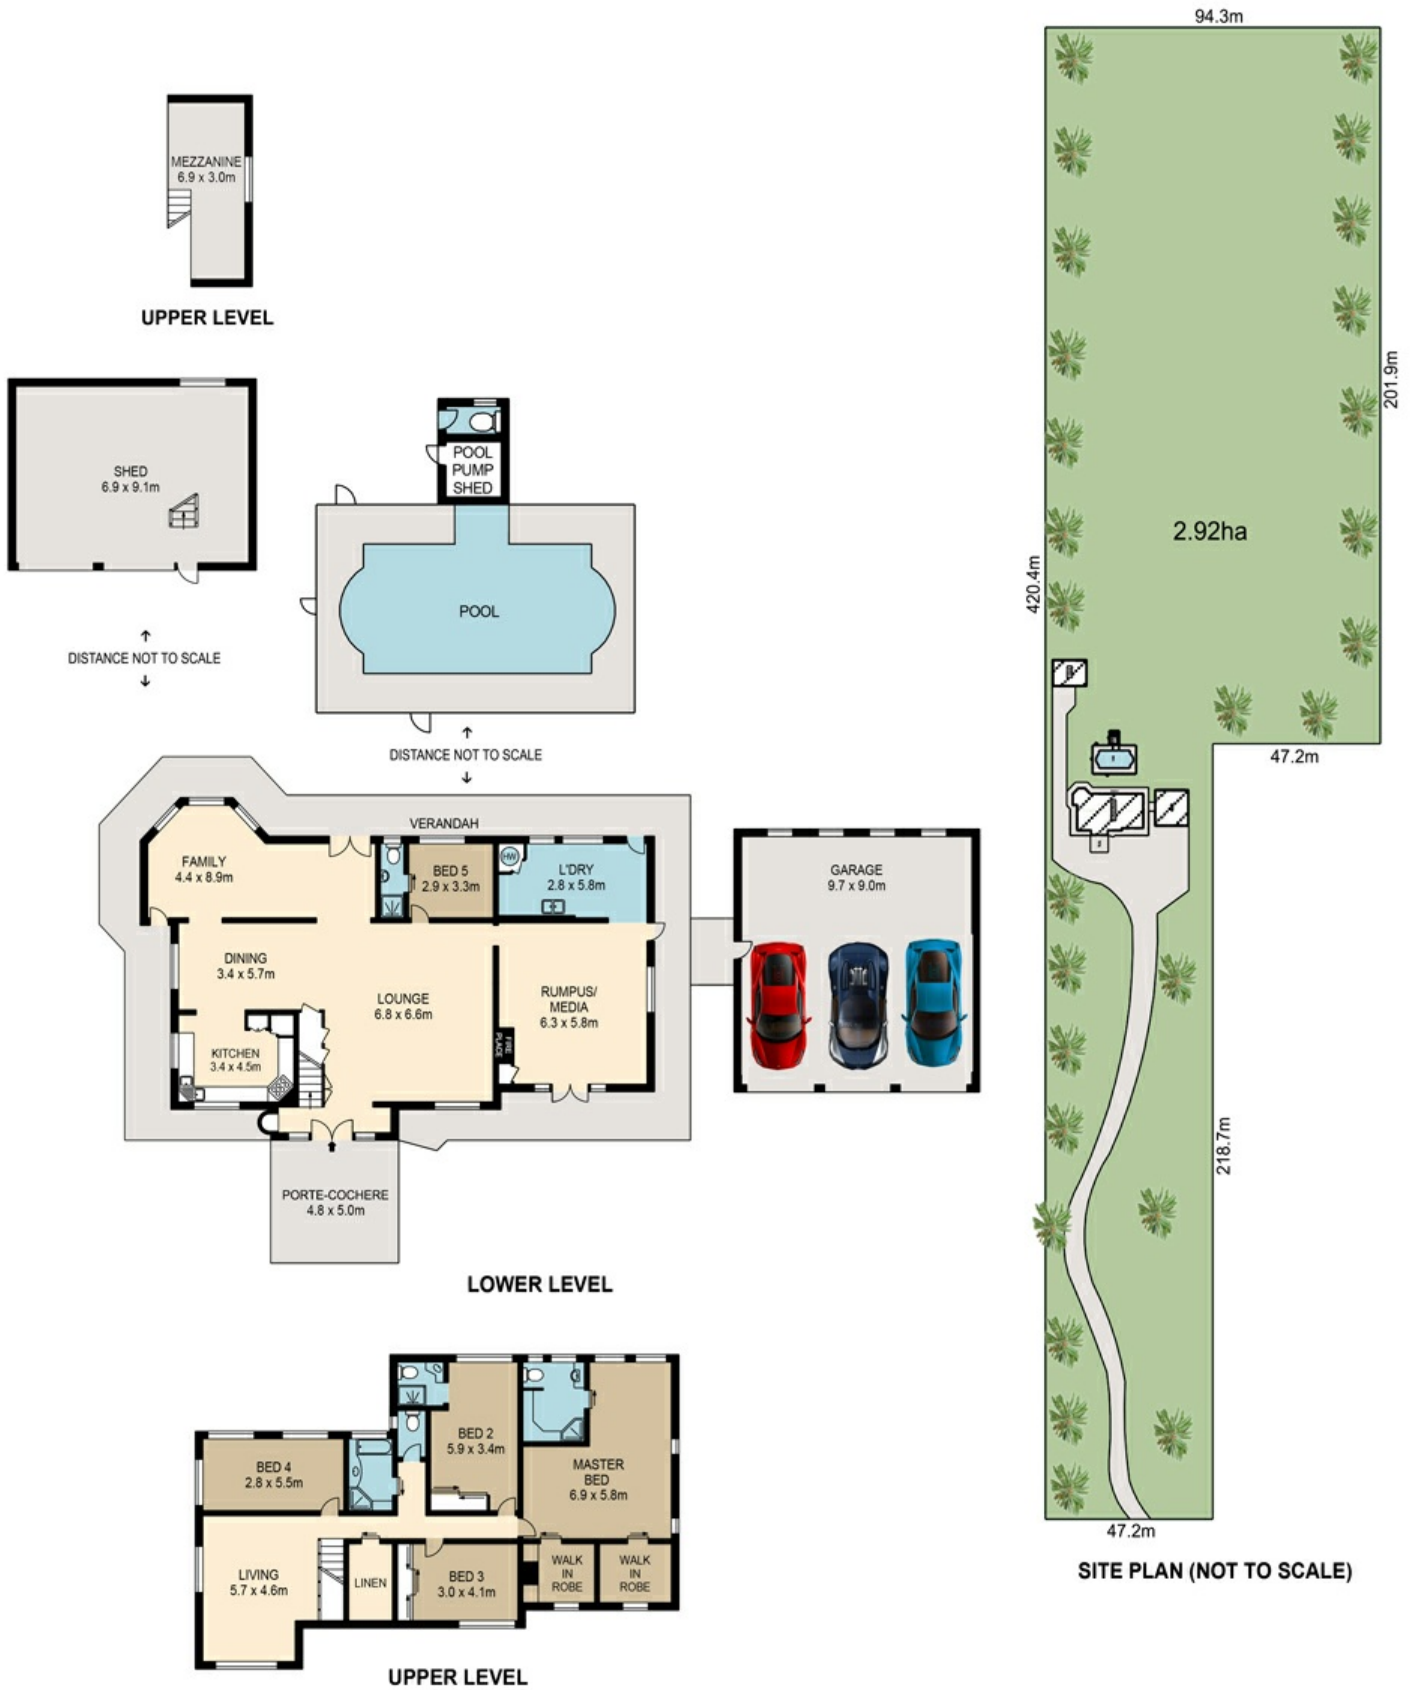 94.3m
MEZZANINE
6.9 x 3.0m
UPPER LEVEL
SHED
6.9 x 9.1m
POOL
PUMP
SHED
POOL
DISTANCE NOT TO SCALE
DISTANCE NOT TO SCALE
VERANDAH
FAMILY
4.4 x 8.9m
BED 5
2.9 x 3.3m
HW
L'DRY
2.8 x 5.8m
GARAGE
9.7 x 9.0m
DINING
3.4 x 5.7m
LOUNGE
6.8 x 6.6m
RUMPUS/
MEDIA
6.3 x 5.8m
KITCHEN
3.4 x 4.5m
FIRE
PLACE
PORTE-COCHERE
4.8 x 5.0m
LOWER LEVEL
BED 2
5.9 x 3.4m
BED 4
2.8 x 5.5m
MASTER
BED
6.9 x 5.8m
LIVING
5.7 x 4.6m
LINEN
BED 3
3.0 x 4.1m
WALK
IN
ROBE
WALK
IN
ROBE
UPPER LEVEL
201.9m
2.92ha
420.4m
47.2m
218.7m
47.2m
SITE PLAN (NOT TO SCALE)